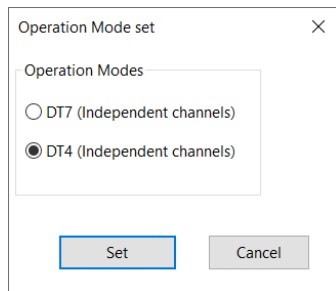 Operation Mode set
Operation Modes
DT7 (Independent channels)
DT4 (Independent channels)
Set
Cancel